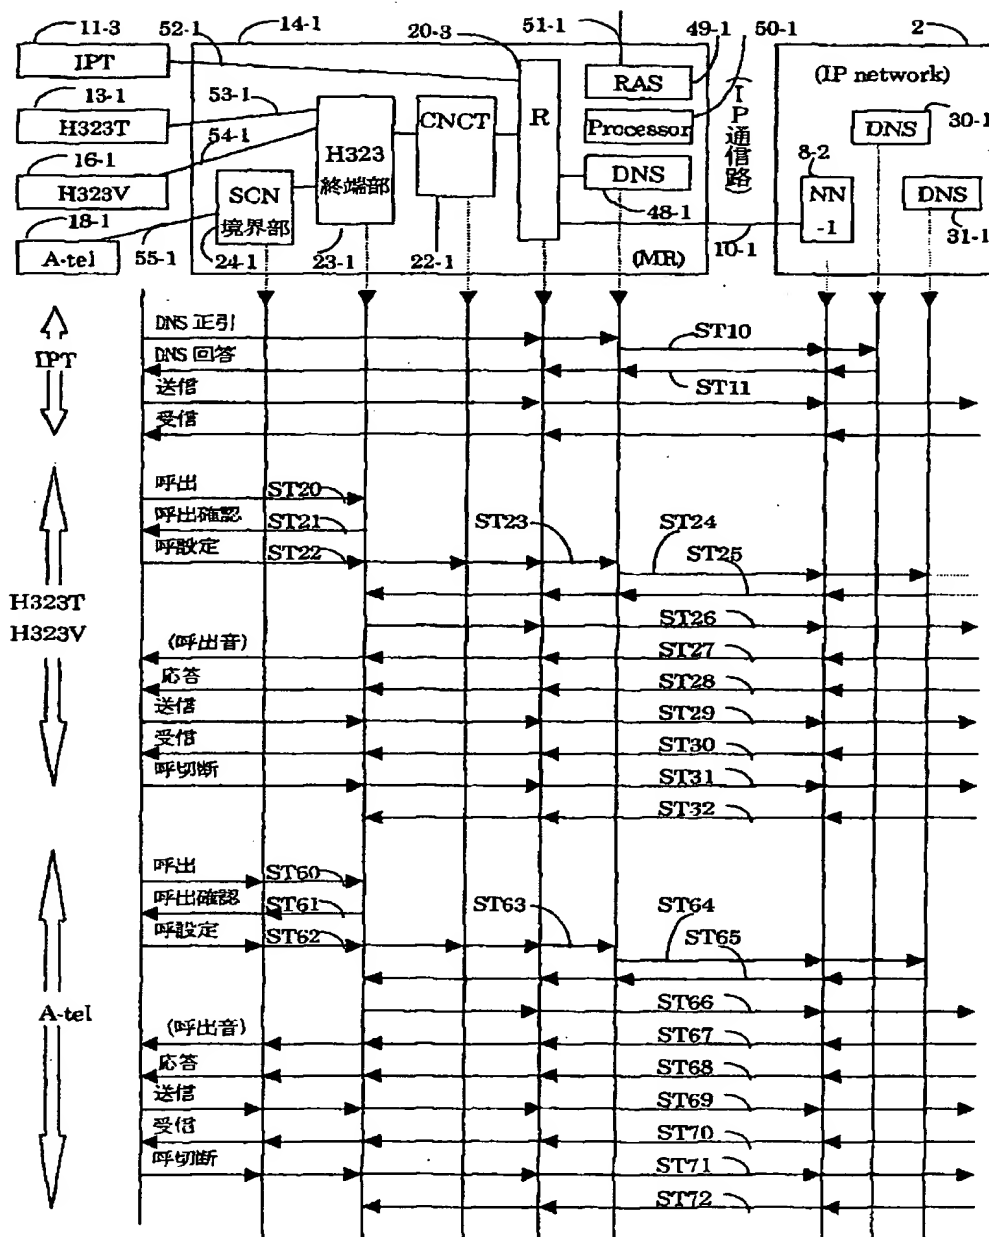 11-3
52-1
14-1
20-3
51-1
49-1
50-1
2
IPT
RAS
(IP network)
13-1
53-1
30-1
H323T
CNCT
R
Processor
DNS
54-1
H323
8-2
16-1
終端部
DNS
NN
-1
DNS
H323V
SCN
境界部
18-1
48-1
31-1
A-tel
55-1
24-1
23-1
22-1
(MR)
10-1
(IP通信路)
IPT
DNS 正引
ST10
DNS 回答
ST11
送信
受信
H323T
H323V
呼出
ST20
呼出確認
ST21
ST23
ST24
呼設定
ST22
ST25
ST26
(呼出音)
ST27
応答
ST28
送信
ST29
受信
ST30
呼切断
ST31
ST32
A-tel
呼出
ST60
呼出確認
ST61
ST63
ST64
呼設定
ST62
ST65
ST66
(呼出音)
ST67
応答
ST68
送信
ST69
受信
ST70
呼切断
ST71
ST72